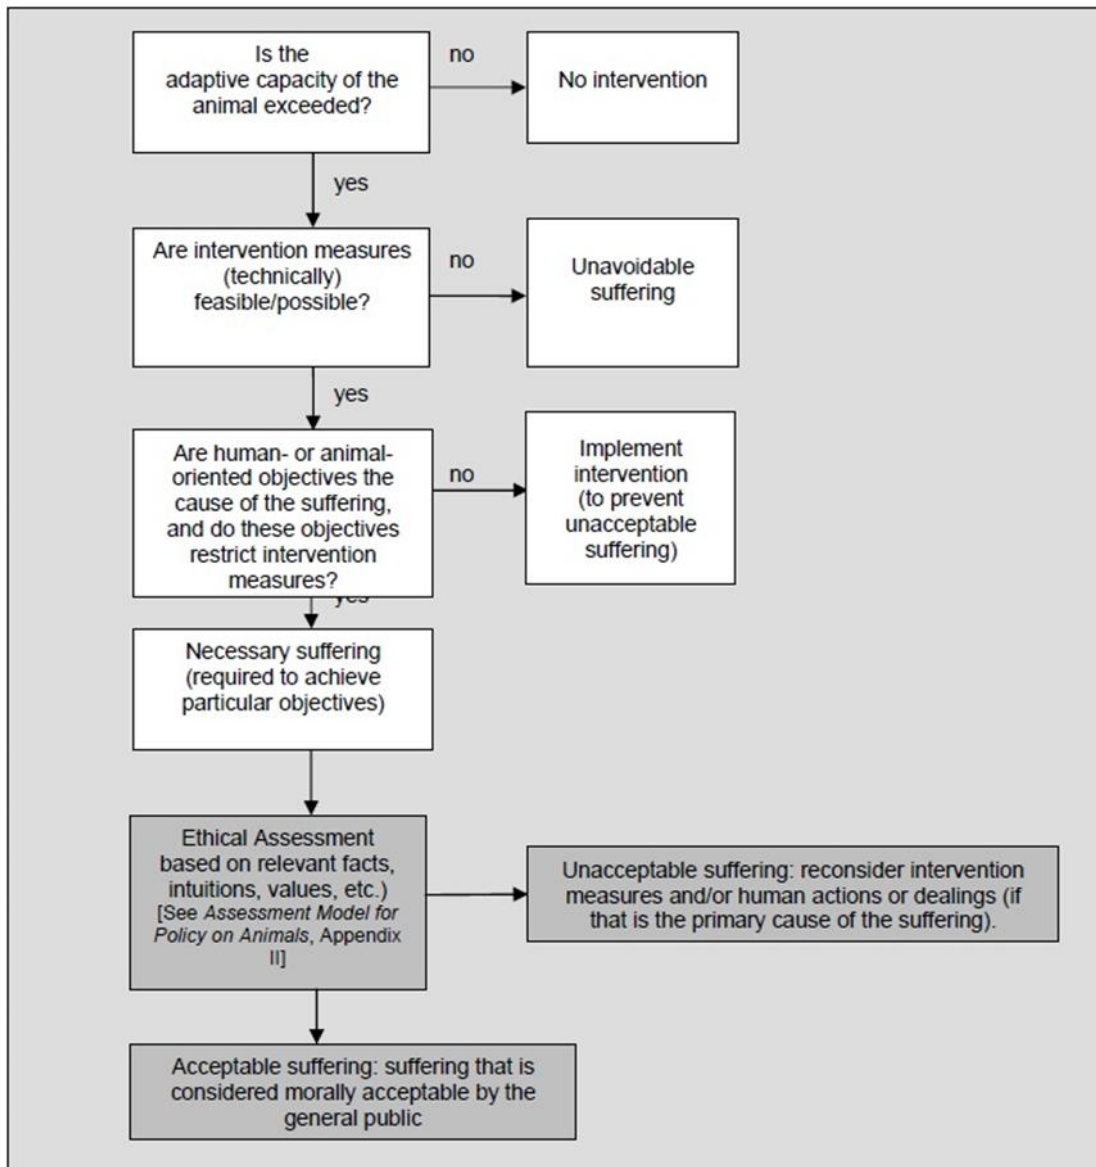 Is the
adaptive capacity of the
animal exceeded?
no
No intervention
yes
Are intervention measures
(technically)
feasible/possible?
no
Unavoidable
suffering
yes
Are human- or animal-
oriented objectives the
cause of the suffering,
and do these objectives
restrict intervention
measures?
no
Implement
intervention
(to prevent
unacceptable
suffering)
yes
Necessary suffering
(required to achieve
particular objectives)
Ethical Assessment
based on relevant facts,
intuitions, values, etc.)
[See Assessment Model for
Policy on Animals, Appendix
II]
Unacceptable suffering: reconsider intervention
measures and/or human actions or dealings (if
that is the primary cause of the suffering).
Acceptable suffering: suffering that is
considered morally acceptable by the
general public